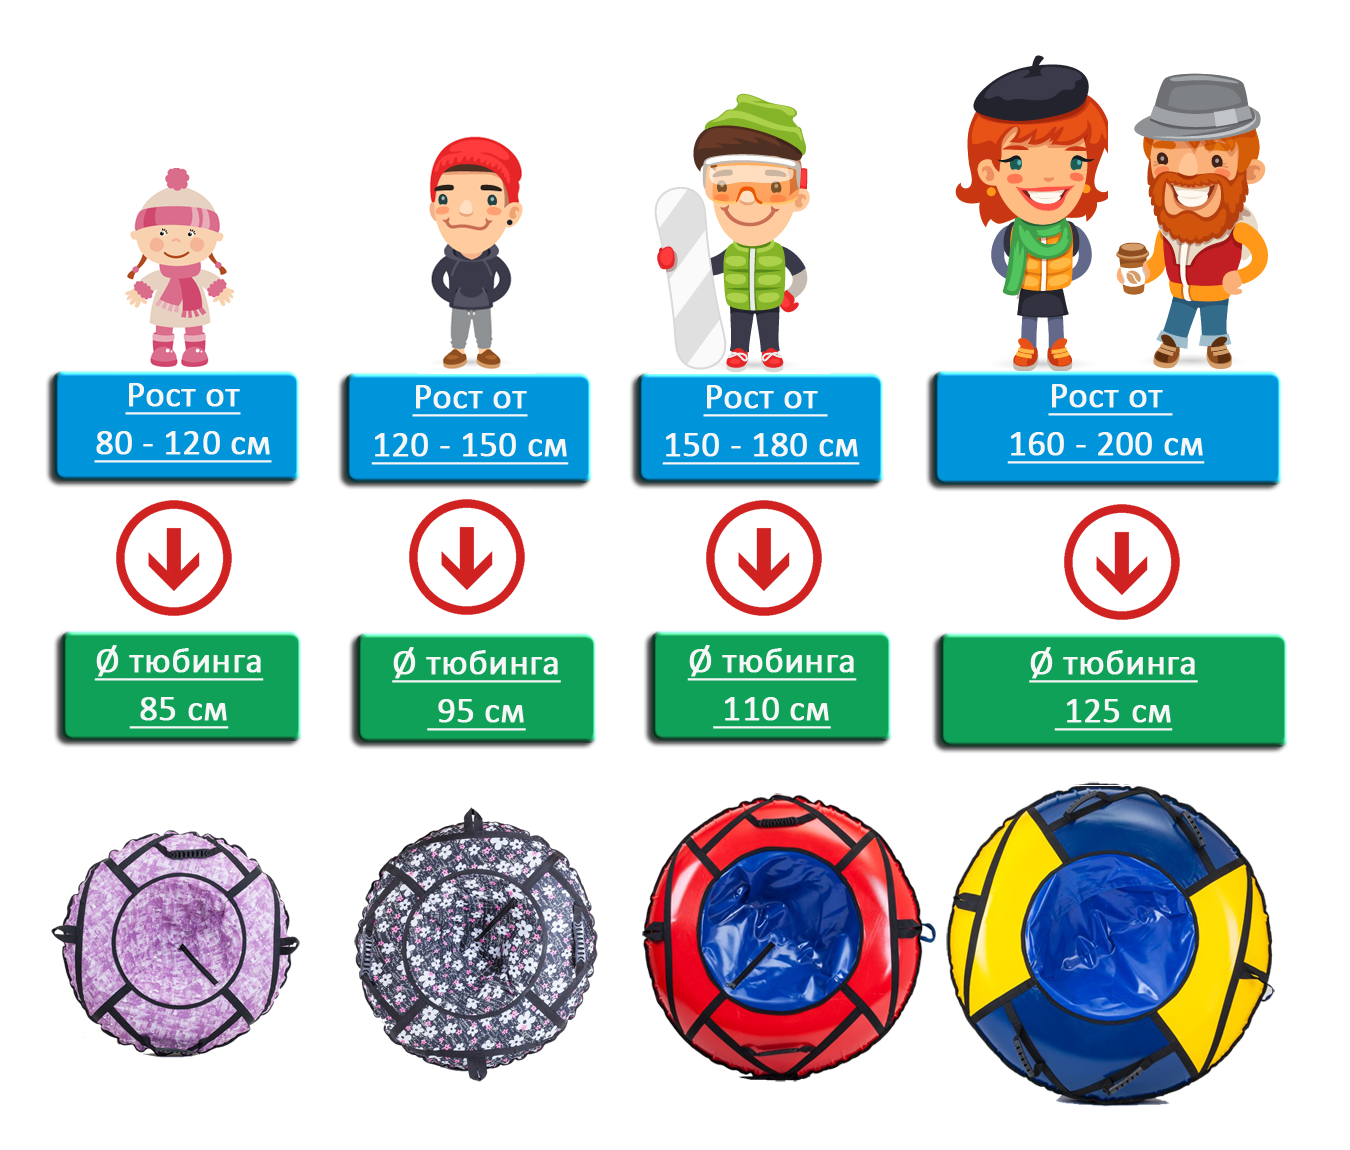 Рост от
80 - 120 см
Рост от
120 - 150 см
Рост от
150 - 180 см
Рост от
160 - 200 см
Ø тюбинга
85 см
Ø тюбинга
95 см
Ø тюбинга
110 см
Ø тюбинга
125 см